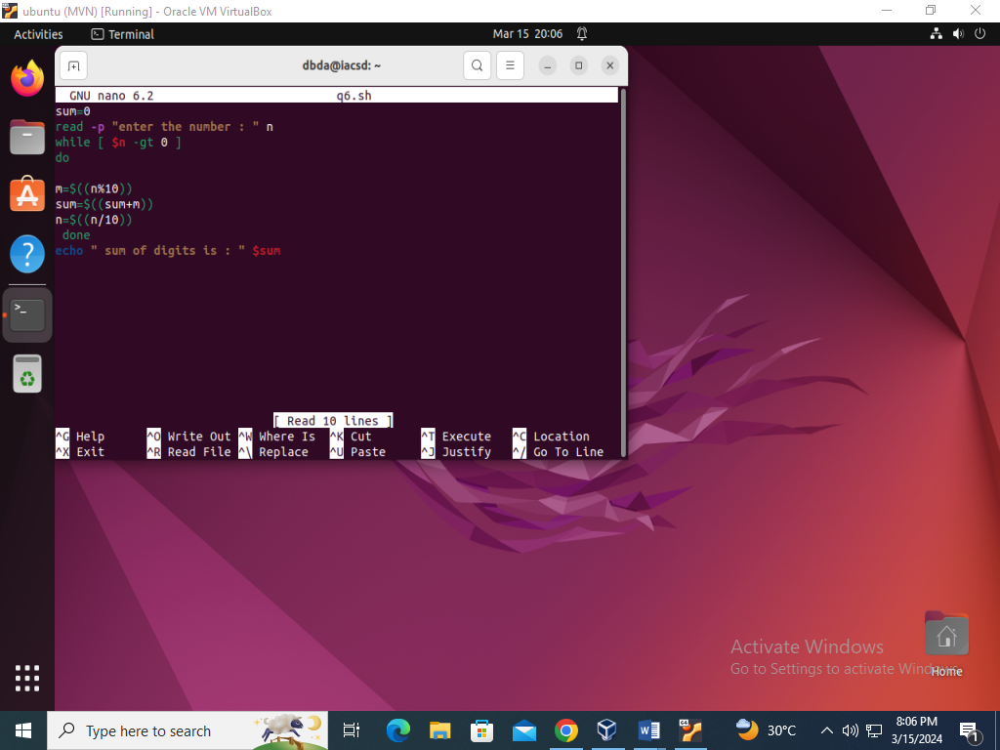 ubuntu (MVN) [Running] - Oracle VM VirtualBox
Activities Terminal Mar 15 20:06
dbda@iacsd: ~
GNU nano 6.2 q6.sh
sum=0
read -p "enter the number : " n
while [ $n -gt 0 ]
do
m=$((n%10))
sum=$((sum+m))
n=$((n/10))
done
echo " sum of digits is : " $sum
[ Read 10 lines ]
^G Help ^O Write Out ^W Where Is ^K Cut ^T Execute ^C Location
^X Exit ^R Read File ^\ Replace ^U Paste ^J Justify ^/ Go To Line
Activate Windows
Go to Settings to activate Windows.
Home
Type here to search
30°C
8:06 PM
3/15/2024
1